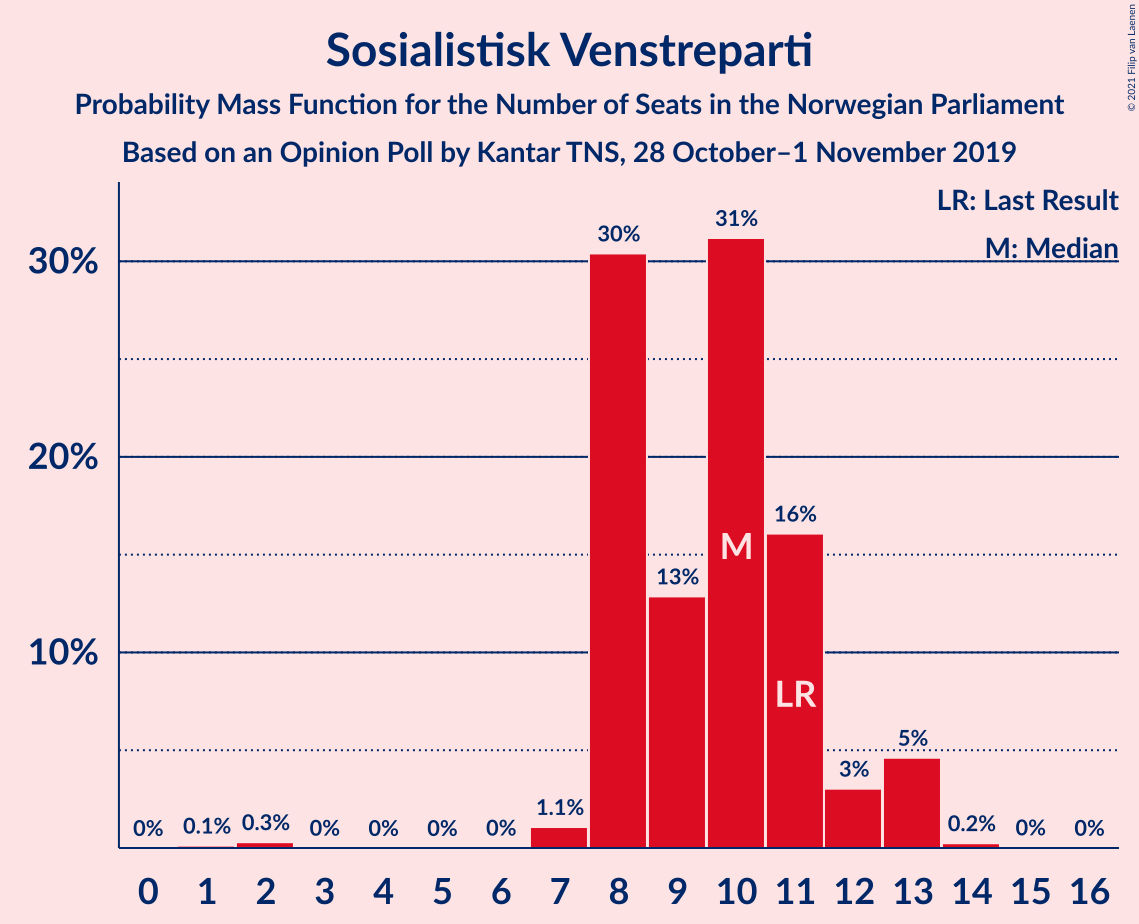 Sosialistisk Venstreparti
Probability Mass Function for the Number of Seats in the Norwegian Parliament
Based on an Opinion Poll by Kantar TNS, 28 October–1 November 2019
© 2021 Filip van Laenen
LR: Last Result
M: Median
30%
20%
10%
0% 0.1% 0.3% 0% 0% 0% 0% 1.1% 30% 13% 31% 16% 3% 5% 0.2% 0% 0%
M
LR
0 1 2 3 4 5 6 7 8 9 10 11 12 13 14 15 16